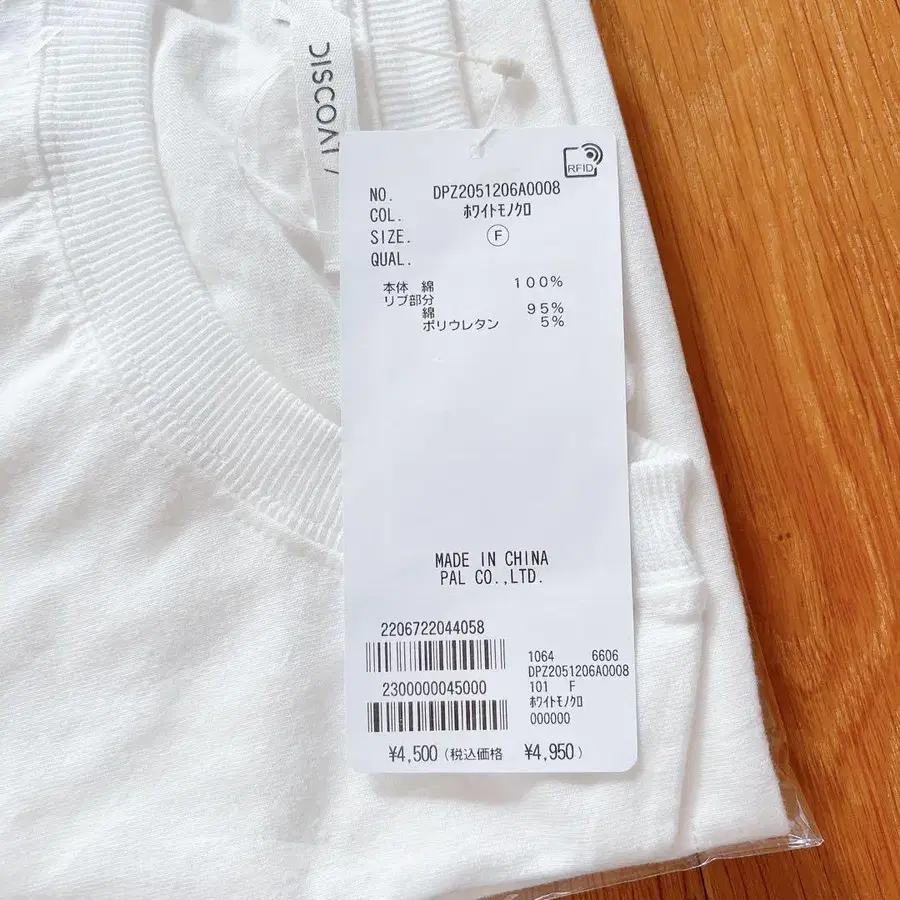 DISCOAT
RFID
NO. DPZ2051206A0008
COL. ホワイトモノクロ
SIZE. F
QUAL.
本体 綿 100%
リブ部分
綿 95%
ポリウレタン 5%
MADE IN CHINA
PAL CO.,LTD.
2206722044058
2300000045000
1064 6606
DPZ2051206A0008
101 F
ホワイトモノクロ
000000
¥4,500 (税込価格 ¥4,950)